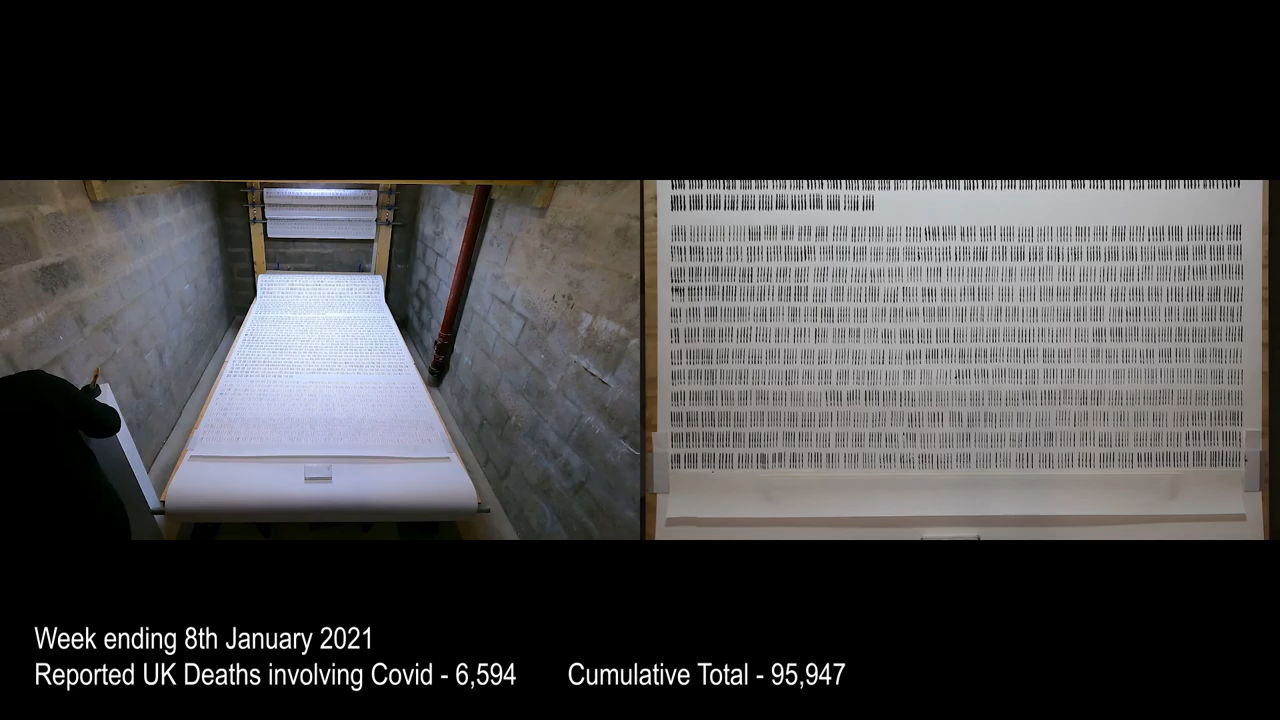 Week ending 8th January 2021
Reported UK Deaths involving Covid - 6,594 Cumulative Total - 95,947